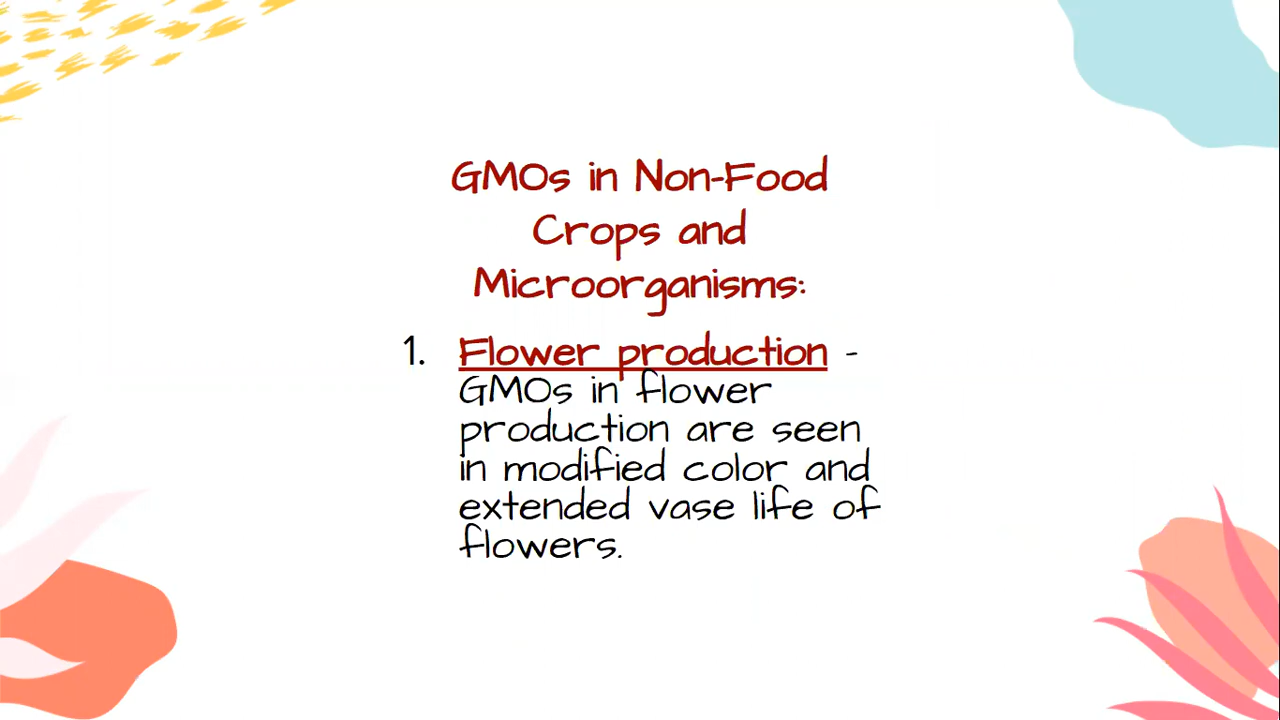 GMOs in Non-Food
Crops and
Microorganisms:
1. Flower production -
GMOs in flower
production are seen
in modified color and
extended vase life of
flowers.